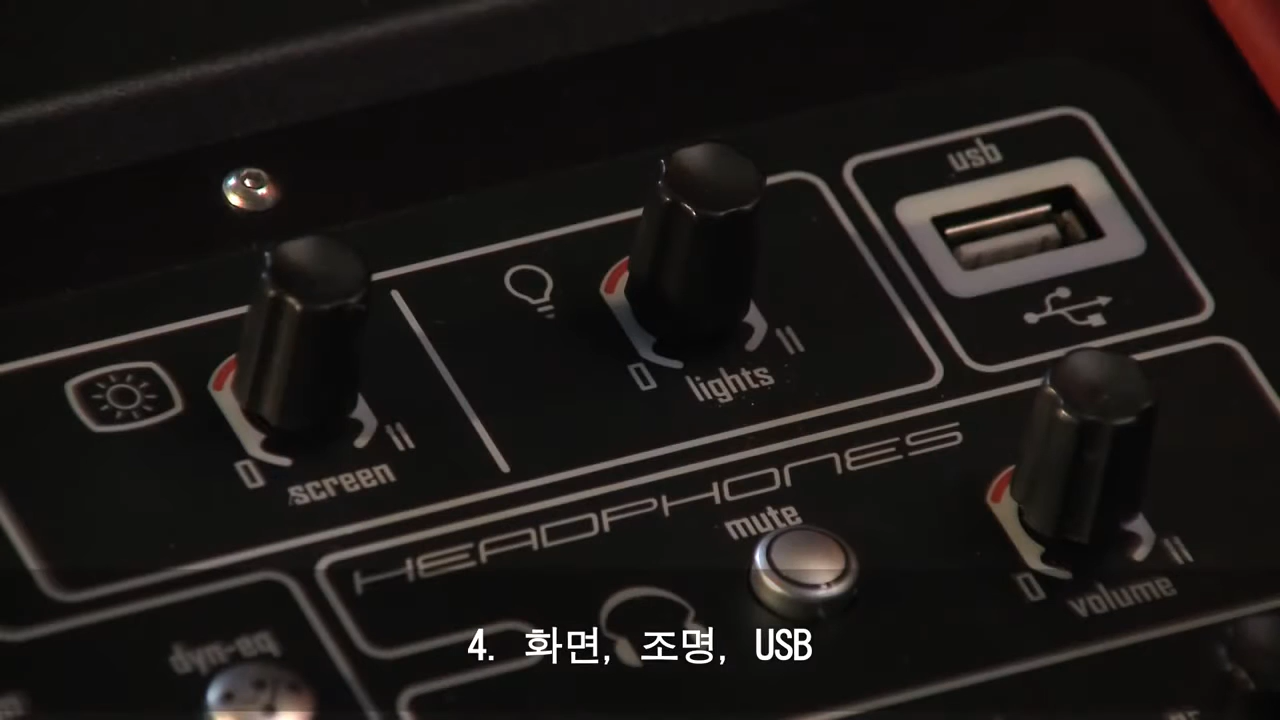 usb
0 lights 11
0 screen 11
HEADPHONES
mute
0 volume 11
dyn-eq
4. 화면, 조명, USB